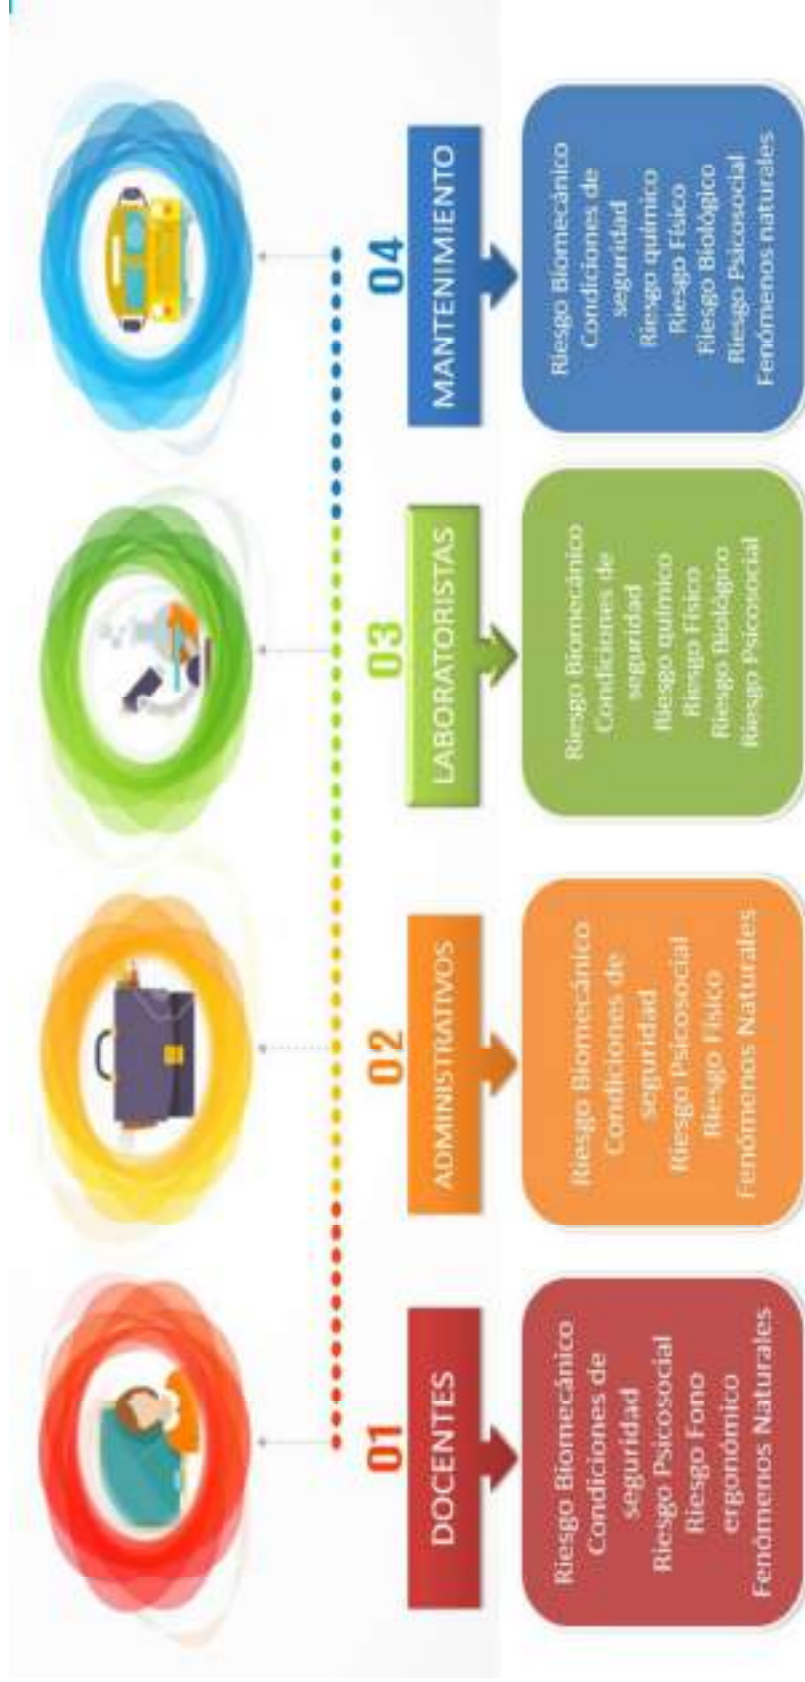 01
DOCENTES
Riesgo Biomecánico
Condiciones de
seguridad
Riesgo Psicosocial
Riesgo Fono
ergonómico
Fenómenos Naturales
02
ADMINISTRATIVOS
Riesgo Biomecánico
Condiciones de
seguridad
Riesgo Psicosocial
Riesgo Físico
Fenómenos Naturales
03
LABORATORISTAS
Riesgo Biomecánico
Condiciones de
seguridad
Riesgo químico
Riesgo Físico
Riesgo Biológico
Riesgo Psicosocial
04
MANTENIMIENTO
Riesgo Biomecánico
Condiciones de
seguridad
Riesgo químico
Riesgo Físico
Riesgo Biológico
Riesgo Psicosocial
Fenómenos naturales